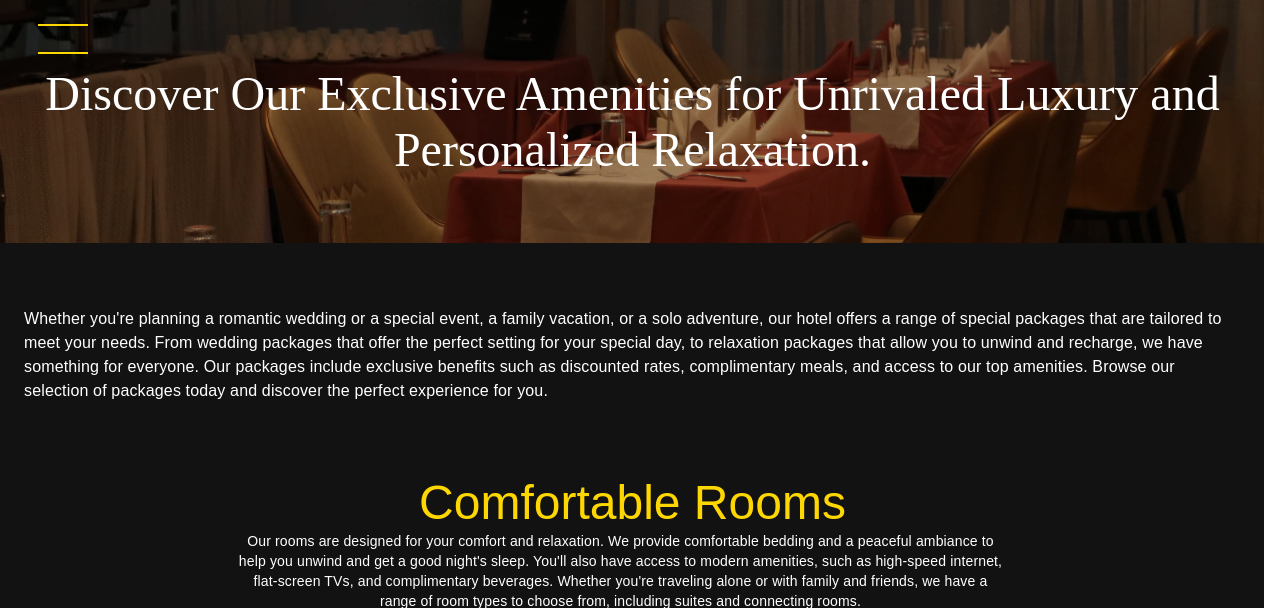 Discover Our Exclusive Amenities for Unrivaled Luxury and
Personalized Relaxation.
Whether you're planning a romantic wedding or a special event, a family vacation, or a solo adventure, our hotel offers a range of special packages that are tailored to
meet your needs. From wedding packages that offer the perfect setting for your special day, to relaxation packages that allow you to unwind and recharge, we have
something for everyone. Our packages include exclusive benefits such as discounted rates, complimentary meals, and access to our top amenities. Browse our
selection of packages today and discover the perfect experience for you.
Comfortable Rooms
Our rooms are designed for your comfort and relaxation. We provide comfortable bedding and a peaceful ambiance to
help you unwind and get a good night's sleep. You'll also have access to modern amenities, such as high-speed internet,
flat-screen TVs, and complimentary beverages. Whether you're traveling alone or with family and friends, we have a
range of room types to choose from, including suites and connecting rooms.